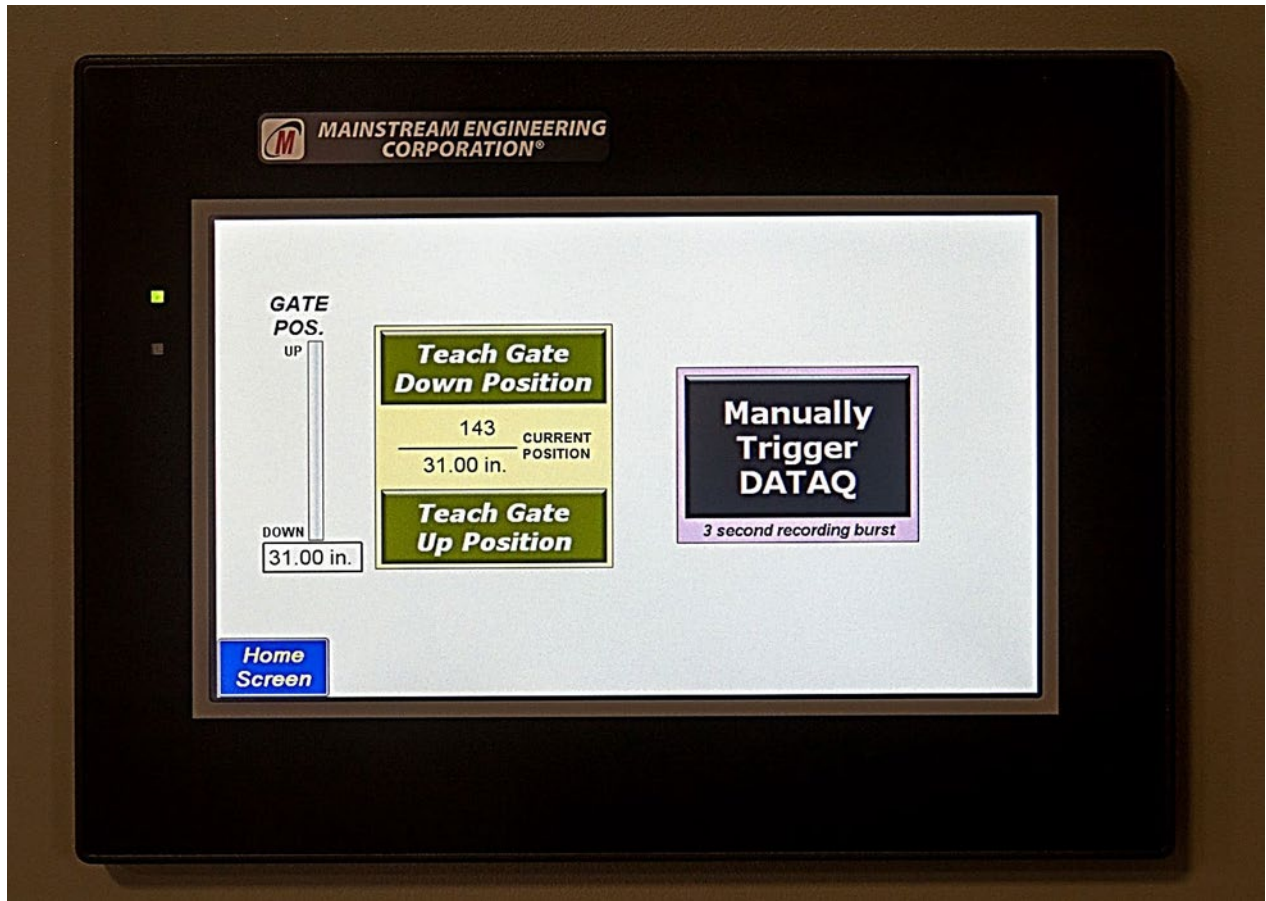 M
MAINSTREAM ENGINEERING
CORPORATION®
GATE
POS.
UP
DOWN
31.00 in.
Teach Gate
Down Position
143
31.00 in.
CURRENT
POSITION
Teach Gate
Up Position
Manually
Trigger
DATAQ
3 second recording burst
Home
Screen